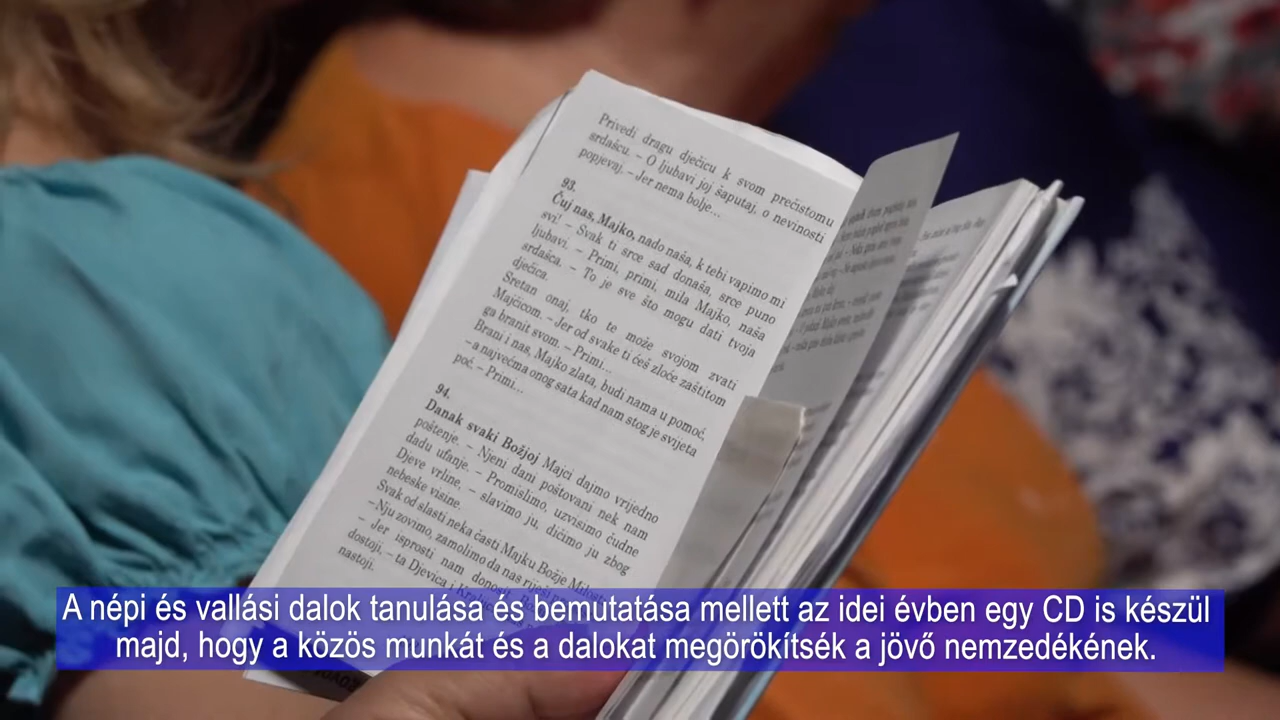 Privedi dragu dječicu k svom prečistomu
srdašcu. – O ljubavi joj šaputaj, o nevinosti
popjevaj, – Jer nema bolje...
93.
Čuj nas, Majko, nado naša, k tebi vapimo mi
svi! – Svak ti srce sad donaša, srce puno
ljubavi. – Primi, primi, mila Majko, naša
srdašca. – To je sve što mogu dati tvoja
dječica.
Sretan onaj, tko te može svojom zvati
Majčicom. – Jer od svake ti ćeš zloće zaštitom
ga branit svom. – Primi...
Brani i nas, Majko zlata, budi nama u pomoć,
– a najvećma onog sata kad nam stog je svijeta
poć. – Primi...
94.
Danak svaki Božjoj Majci dajmo vrijedno
poštenje. – Njeni dani poštovani nek nam
dadu ufanje. – Promislimo, uzvisimo čudne
Djeve vrline, – slavimo ju, dičimo ju zbog
nebeske visine.
Svak od slasti neka časti Majku Božje
– Nju zovimo, zamolimo da nas riješi
– Jer isprosti nam
dostoji, – ta Djevica i
nastoji.
A népi és vallási dalok tanulása és bemutatása mellett az idei évben egy CD is készül
majd, hogy a közös munkát és a dalokat megörökítsék a jövő nemzedékének.